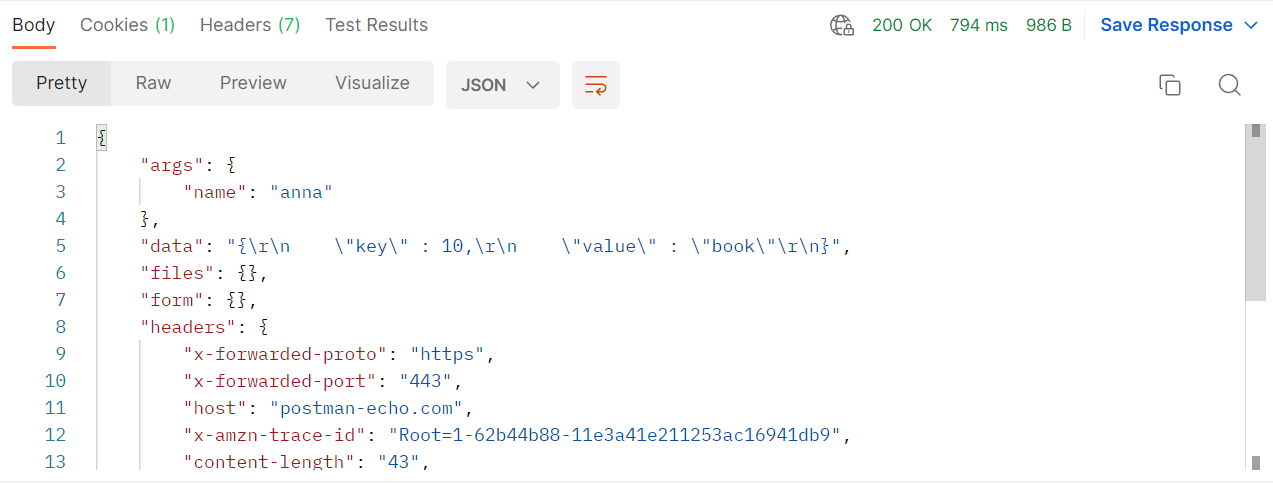 Body Cookies (1) Headers (7) Test Results 200 OK 794 ms 986 B Save Response
Pretty Raw Preview Visualize JSON
1 {
2     "args": {
3         "name": "anna"
4     },
5     "data": "{\r\n    \"key\" : 10,\r\n    \"value\" : \"book\"\r\n}",
6     "files": {},
7     "form": {},
8     "headers": {
9         "x-forwarded-proto": "https",
10         "x-forwarded-port": "443",
11         "host": "postman-echo.com",
12         "x-amzn-trace-id": "Root=1-62b44b88-11e3a41e211253ac16941db9",
13         "content-length": "43",